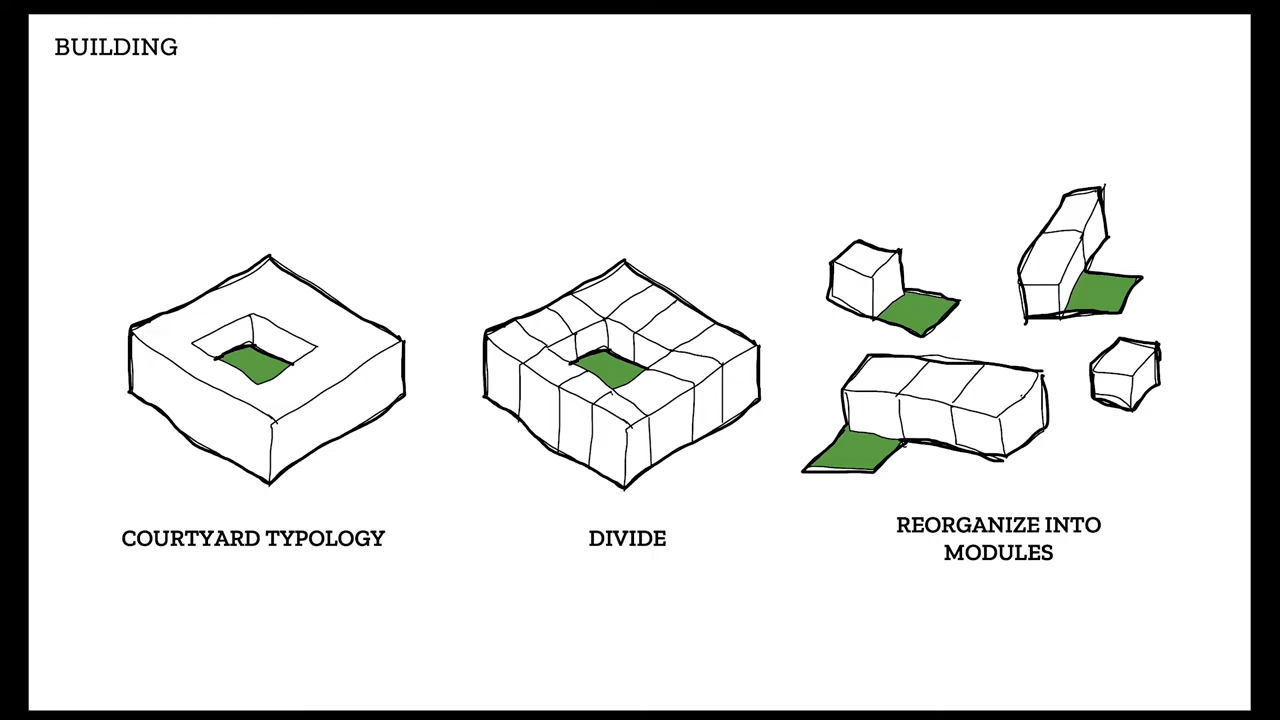 BUILDING
COURTYARD TYPOLOGY
DIVIDE
REORGANIZE INTO
MODULES